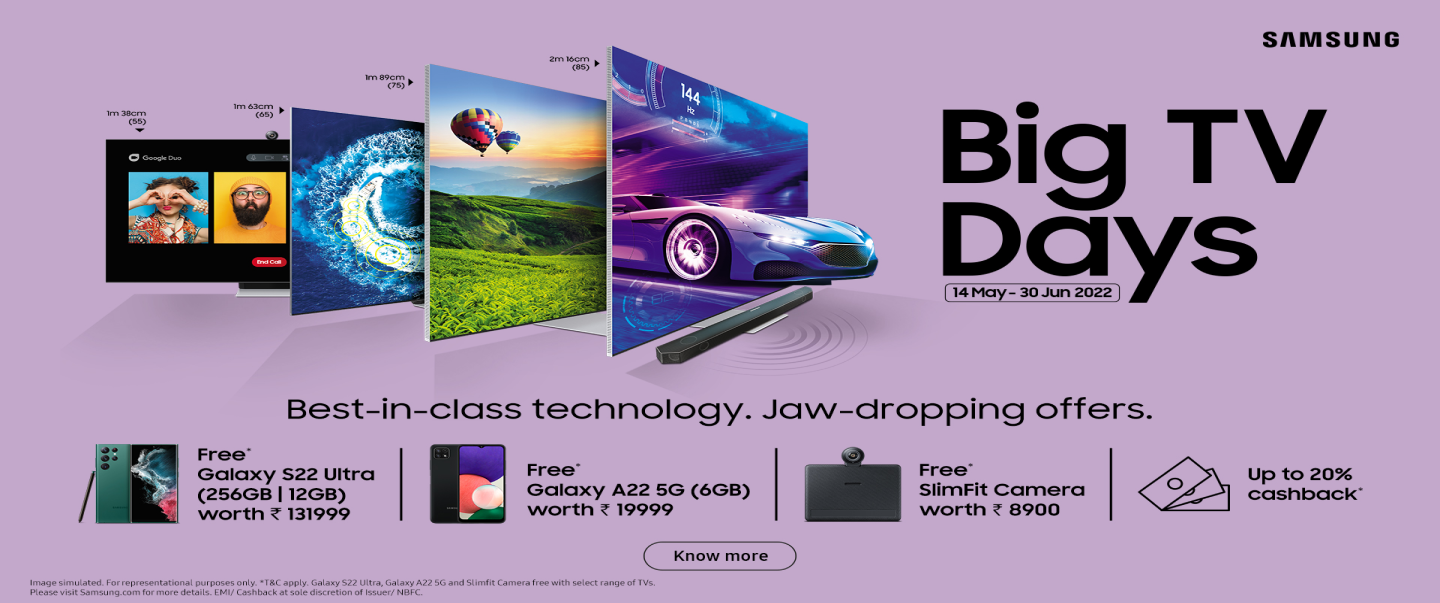 SAMSUNG
1m 38cm
(55)
1m 63cm
(65)
1m 89cm
(75)
2m 16cm
(85)
Google Duo
End Call
144
Hz
Big TV
Days
14 May - 30 Jun 2022
Best-in-class technology. Jaw-dropping offers.
Free*
Galaxy S22 Ultra
(256GB | 12GB)
worth ₹ 131999
Free*
Galaxy A22 5G (6GB)
worth ₹ 19999
Free*
SlimFit Camera
worth ₹ 8900
Up to 20%
cashback*
Know more
Image simulated. For representational purposes only. *T&C apply. Galaxy S22 Ultra, Galaxy A22 5G and Slimfit Camera free with select range of TVs.
Please visit Samsung.com for more details. EMI/ Cashback at sole discretion of Issuer/ NBFC.